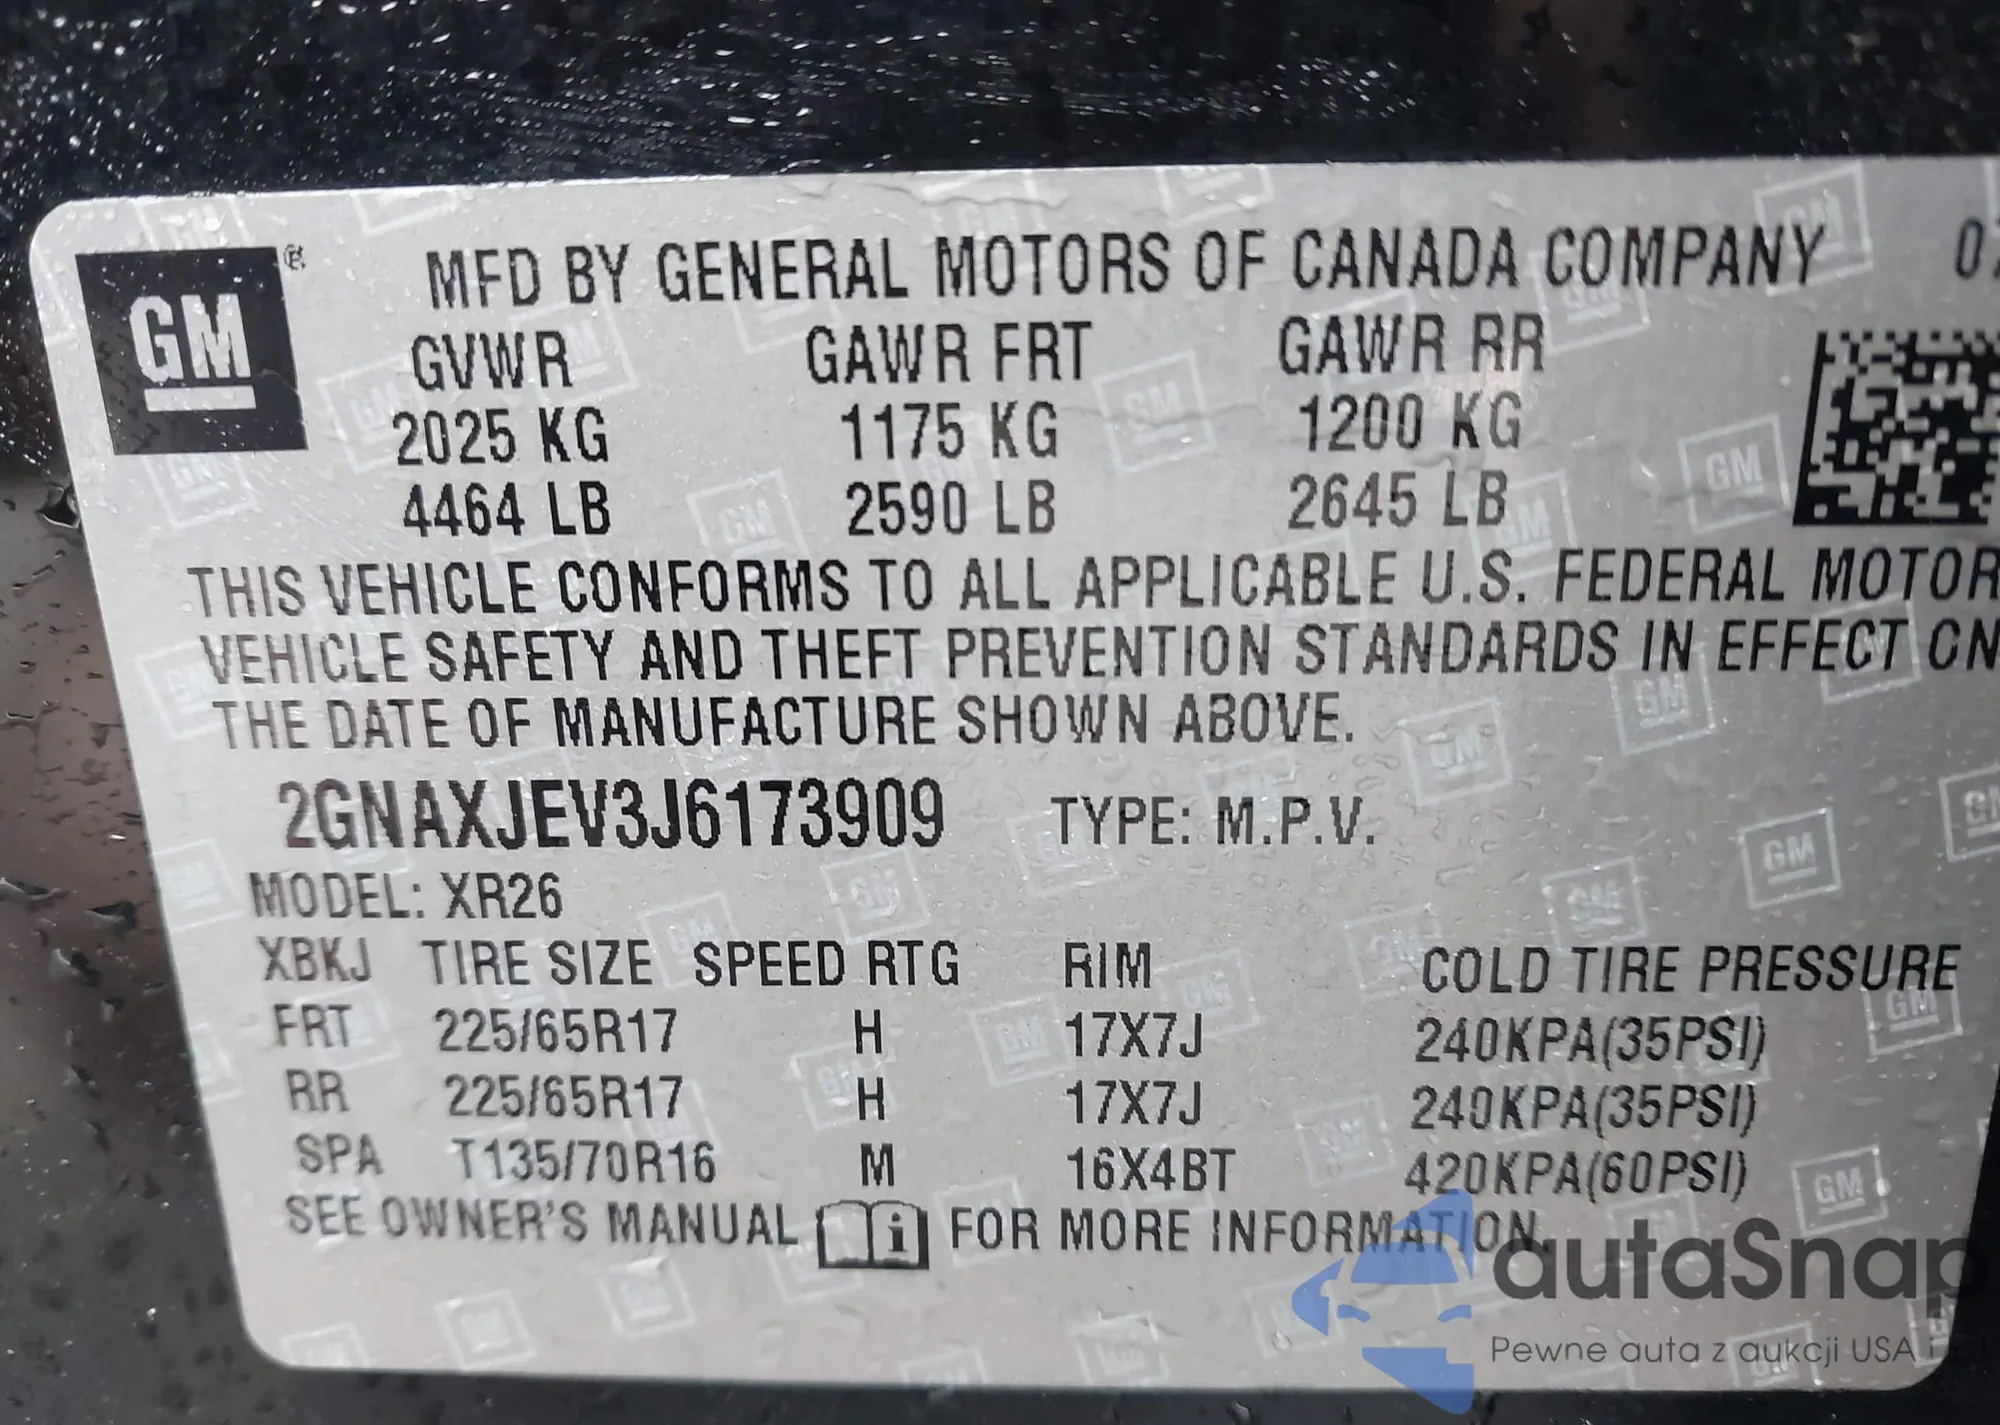 GM ® MFD BY GENERAL MOTORS OF CANADA COMPANY
GVWR GAWR FRT GAWR RR
2025 KG 1175 KG 1200 KG
4464 LB 2590 LB 2645 LB
THIS VEHICLE CONFORMS TO ALL APPLICABLE U.S. FEDERAL MOTOR
VEHICLE SAFETY AND THEFT PREVENTION STANDARDS IN EFFECT ON
THE DATE OF MANUFACTURE SHOWN ABOVE.
2GNAXJEV3J6173909 TYPE: M.P.V.
MODEL: XR26
XBKJ TIRE SIZE SPEED RTG RIM COLD TIRE PRESSURE
FRT 225/65R17 H 17X7J 240KPA(35PSI)
RR 225/65R17 H 17X7J 240KPA(35PSI)
SPA T135/70R16 M 16X4BT 420KPA(60PSI)
SEE OWNER'S MANUAL i FOR MORE INFORMATION.
autaSnap
Pewne auta z aukcji USA i